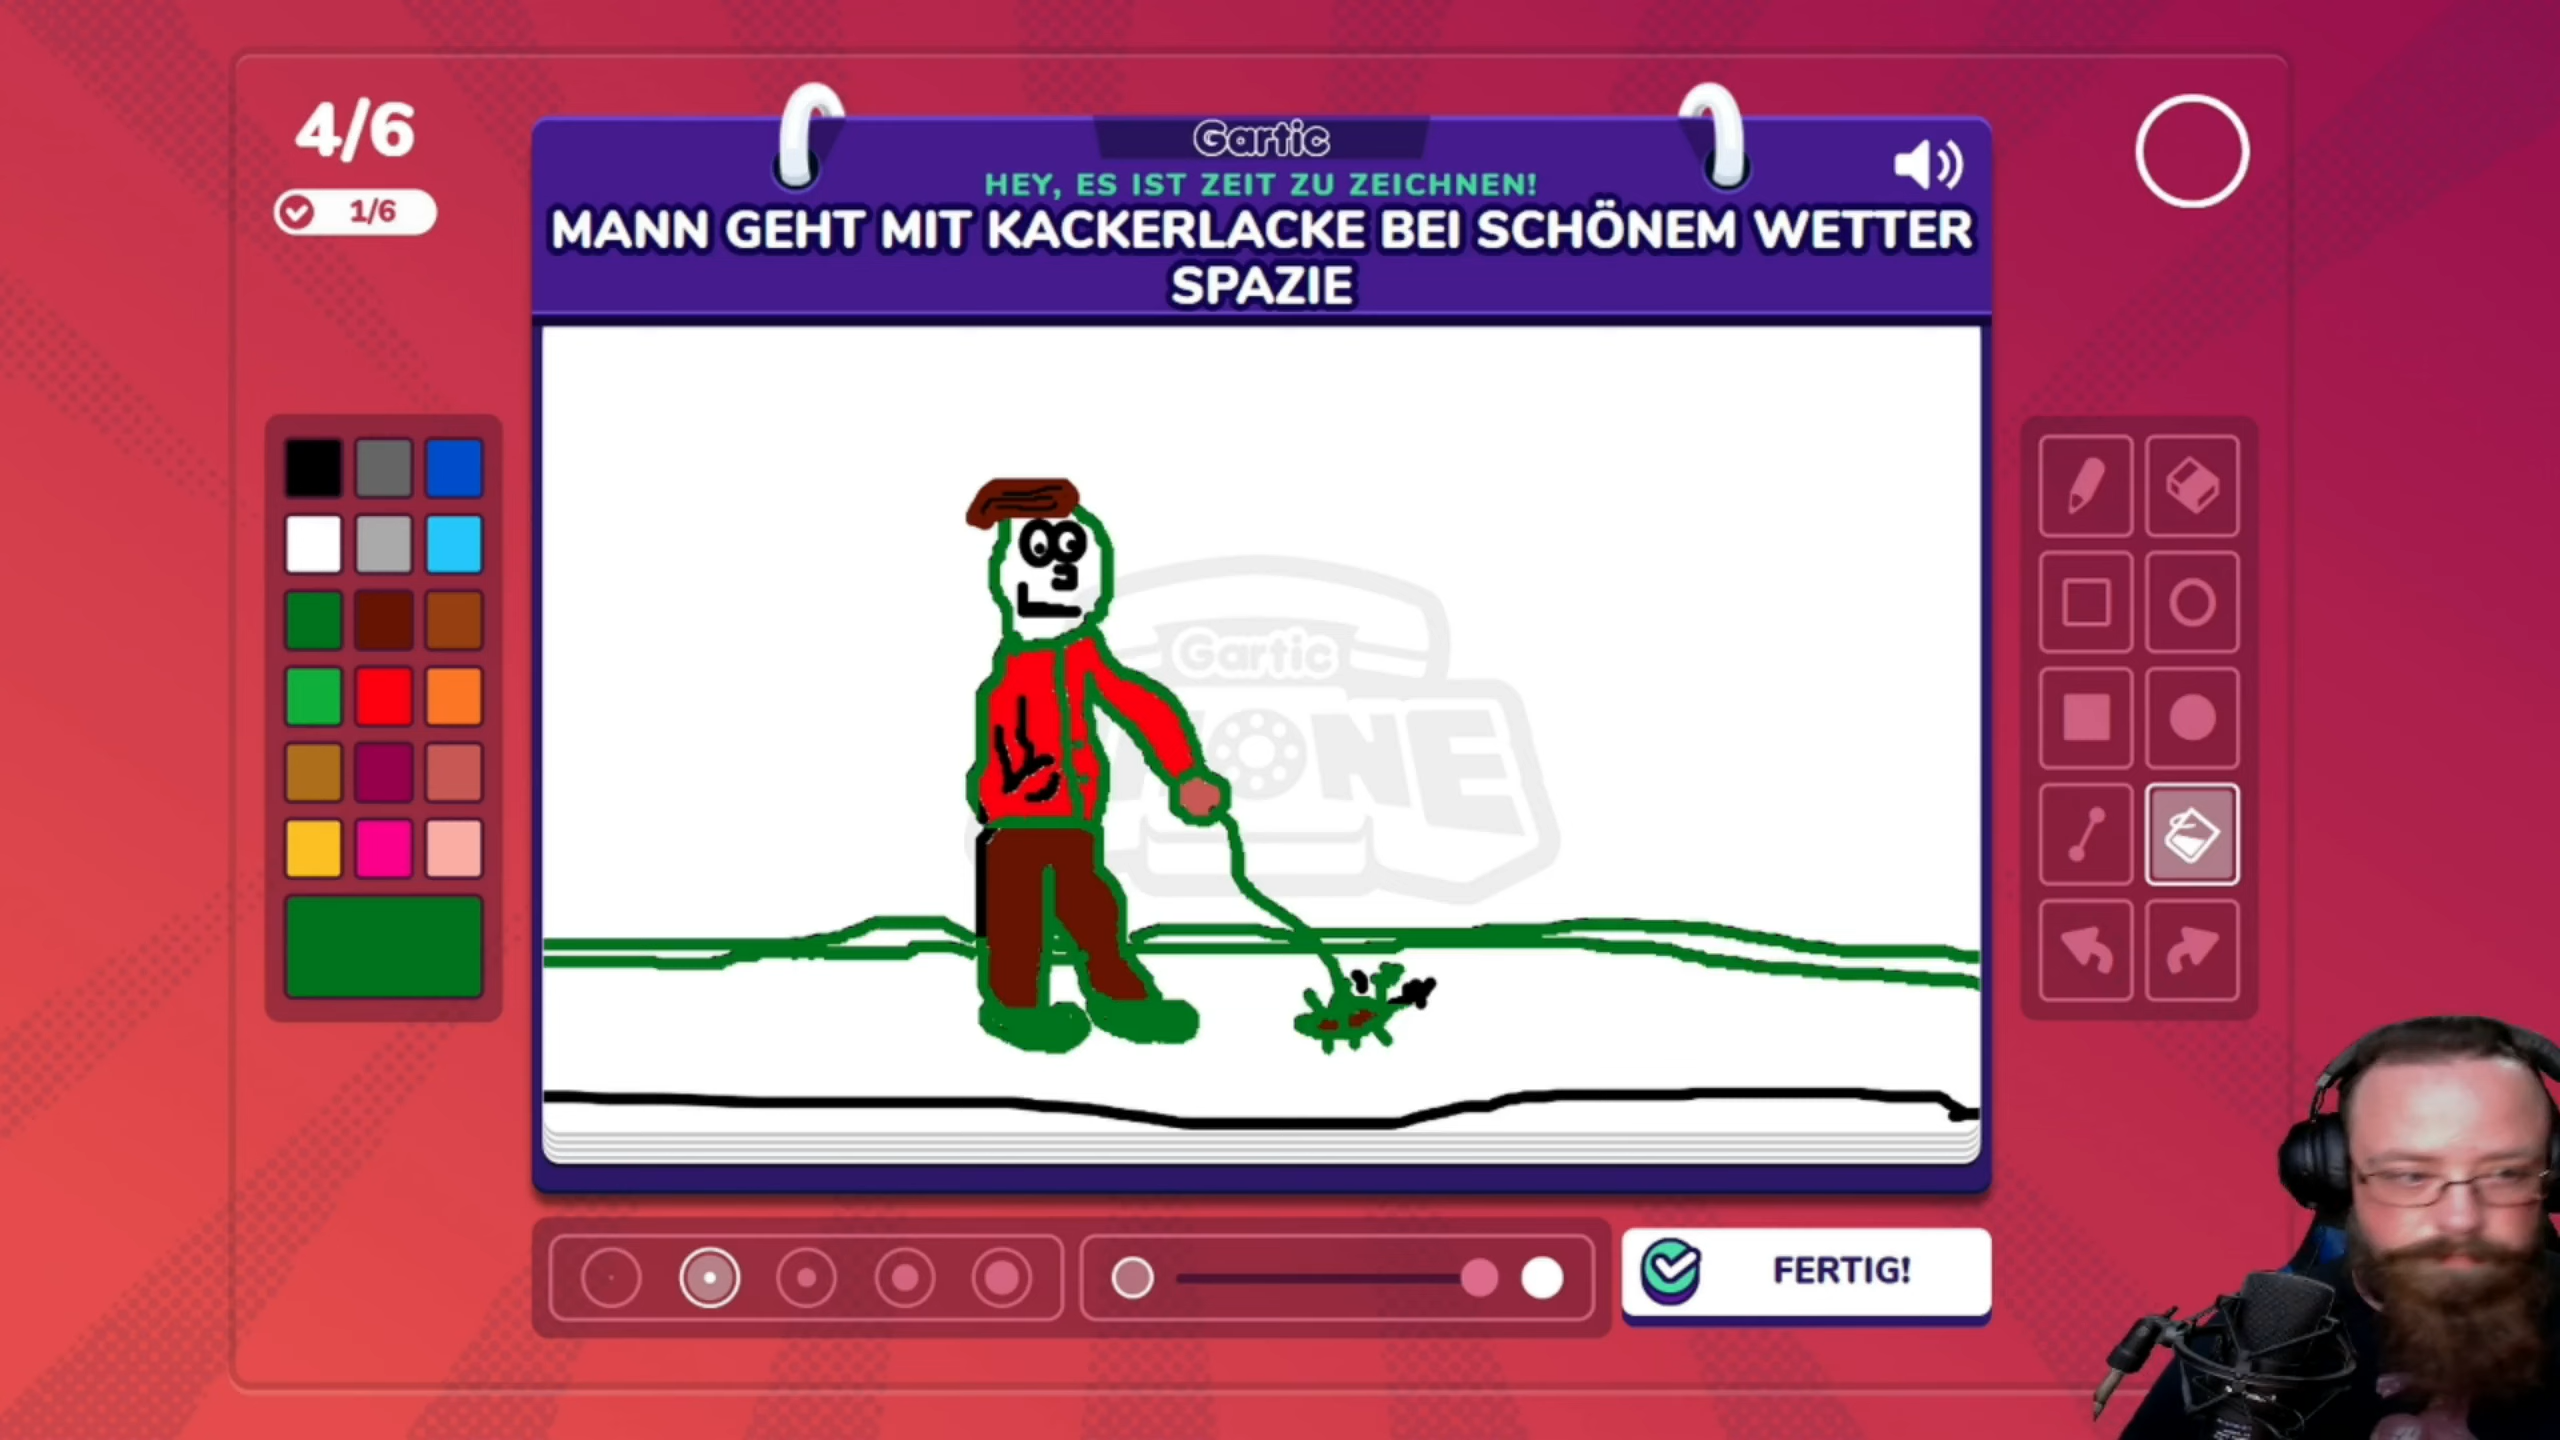 4/6
1/6
Gartic
HEY, ES IST ZEIT ZU ZEICHNEN!
MANN GEHT MIT KACKERLACKE BEI SCHÖNEM WETTER
SPAZIE
Gartic
FERTIG!